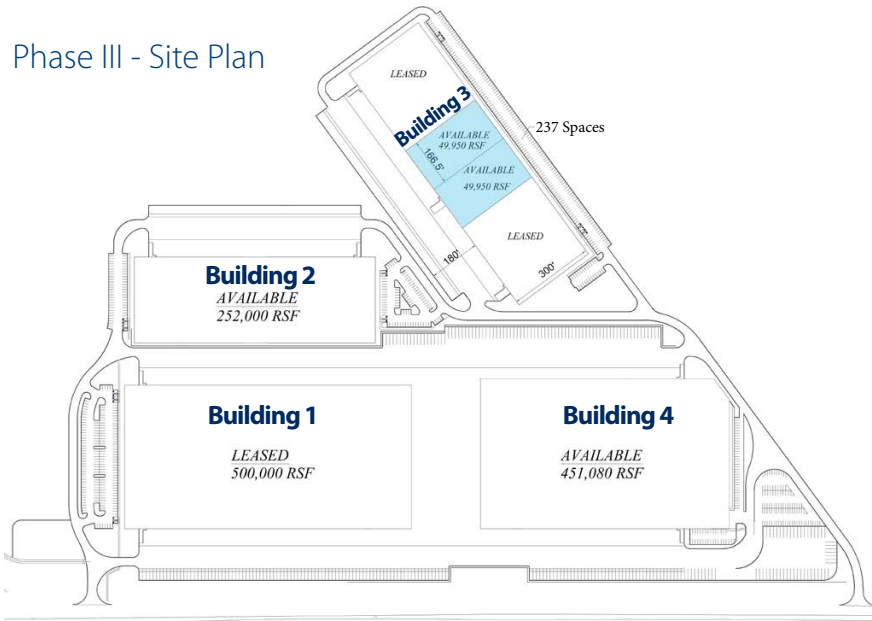 Phase III - Site Plan
LEASED
Building 3
AVAILABLE
49,950 RSF
166.5'
AVAILABLE
49,950 RSF
237 Spaces
LEASED
180'
300'
Building 2
AVAILABLE
252,000 RSF
Building 1
LEASED
500,000 RSF
Building 4
AVAILABLE
451,080 RSF